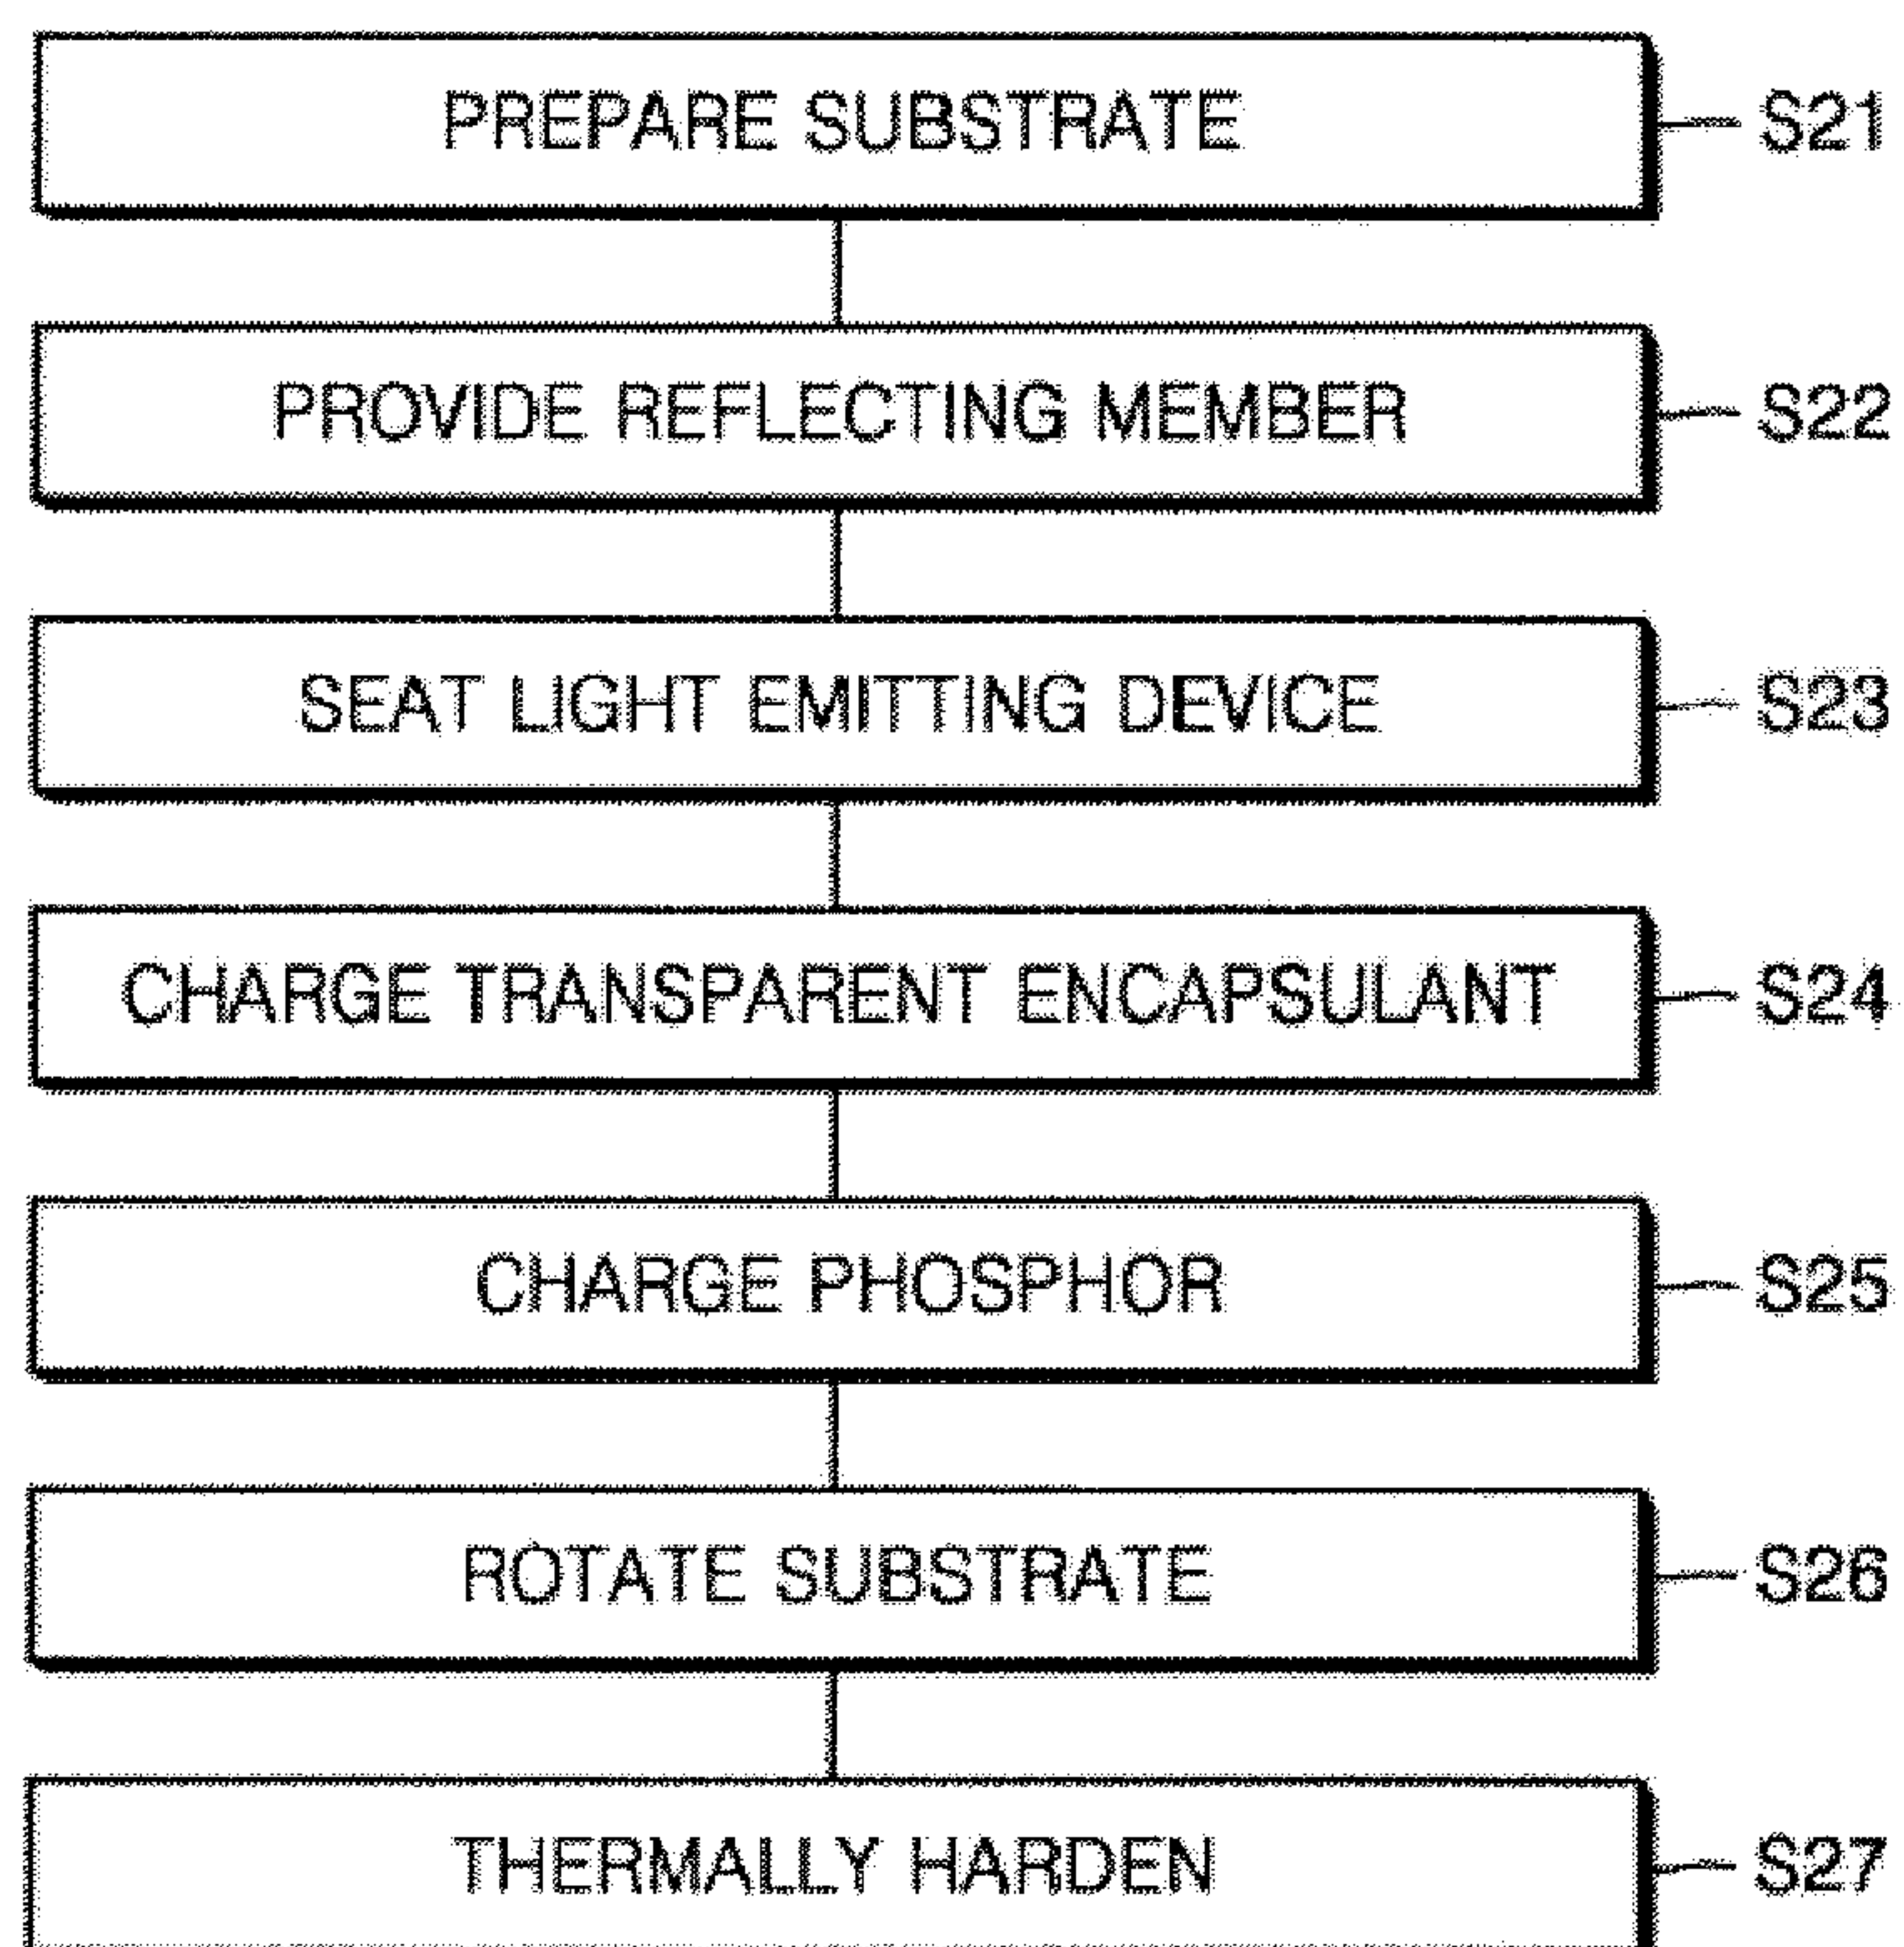 PREPARE SUBSTRATE S21
PROVIDE REFLECTING MEMBER S22
SEAT LIGHT EMITTING DEVICE S23
CHARGE TRANSPARENT ENCAPSULANT S24
CHARGE PHOSPHOR S25
ROTATE SUBSTRATE S26
THERMALLY HARDEN S27